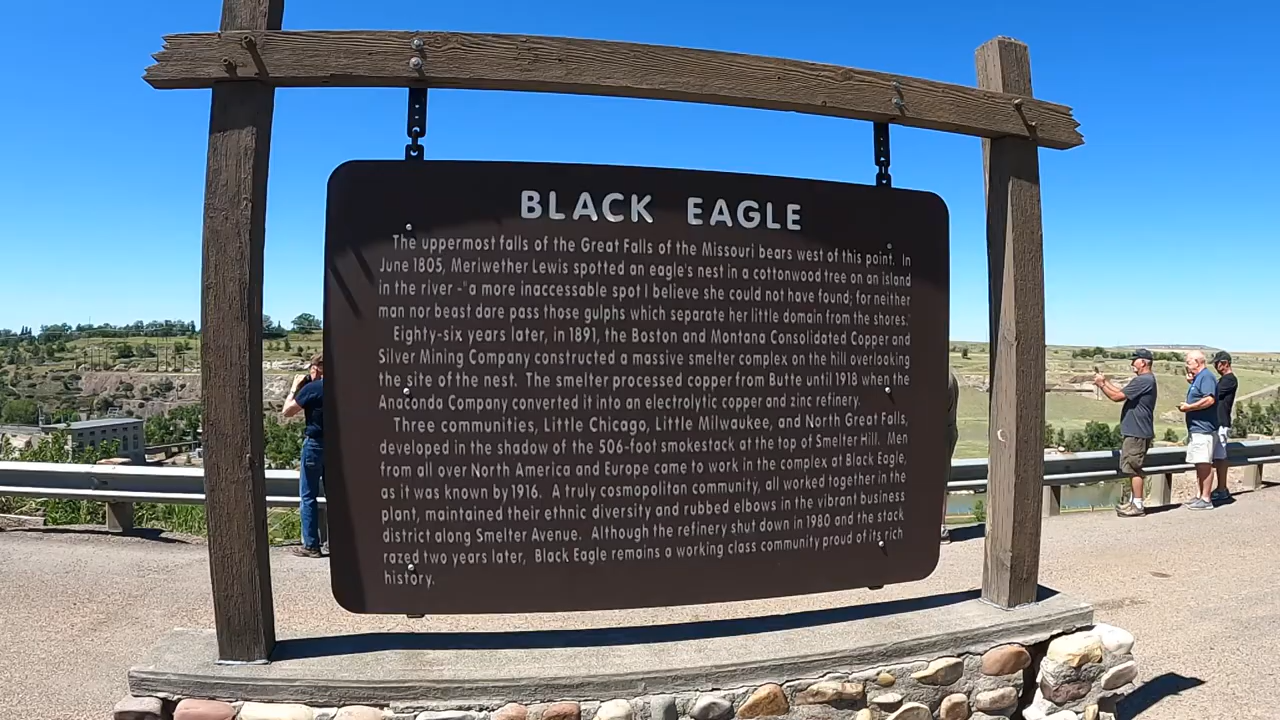 BLACK EAGLE
The uppermost falls of the Great Falls of the Missouri bears west of this point. In
June 1805, Meriwether Lewis spotted an eagle's nest in a cottonwood tree on an island
in the river -"a more inaccessable spot I believe she could not have found; for neither
man nor beast dare pass those gulphs which separate her little domain from the shores."
Eighty-six years later, in 1891, the Boston and Montana Consolidated Copper and
Silver Mining Company constructed a massive smelter complex on the hill overlooking
the site of the nest. The smelter processed copper from Butte until 1918 when the
Anaconda Company converted it into an electrolytic copper and zinc refinery.
Three communities, Little Chicago, Little Milwaukee, and North Great Falls,
developed in the shadow of the 506-foot smokestack at the top of Smelter Hill. Men
from all over North America and Europe came to work in the complex at Black Eagle,
as it was known by 1916. A truly cosmopolitan community, all worked together in the
plant, maintained their ethnic diversity and rubbed elbows in the vibrant business
district along Smelter Avenue. Although the refinery shut down in 1980 and the stack
razed two years later, Black Eagle remains a working class community proud of its rich
history.